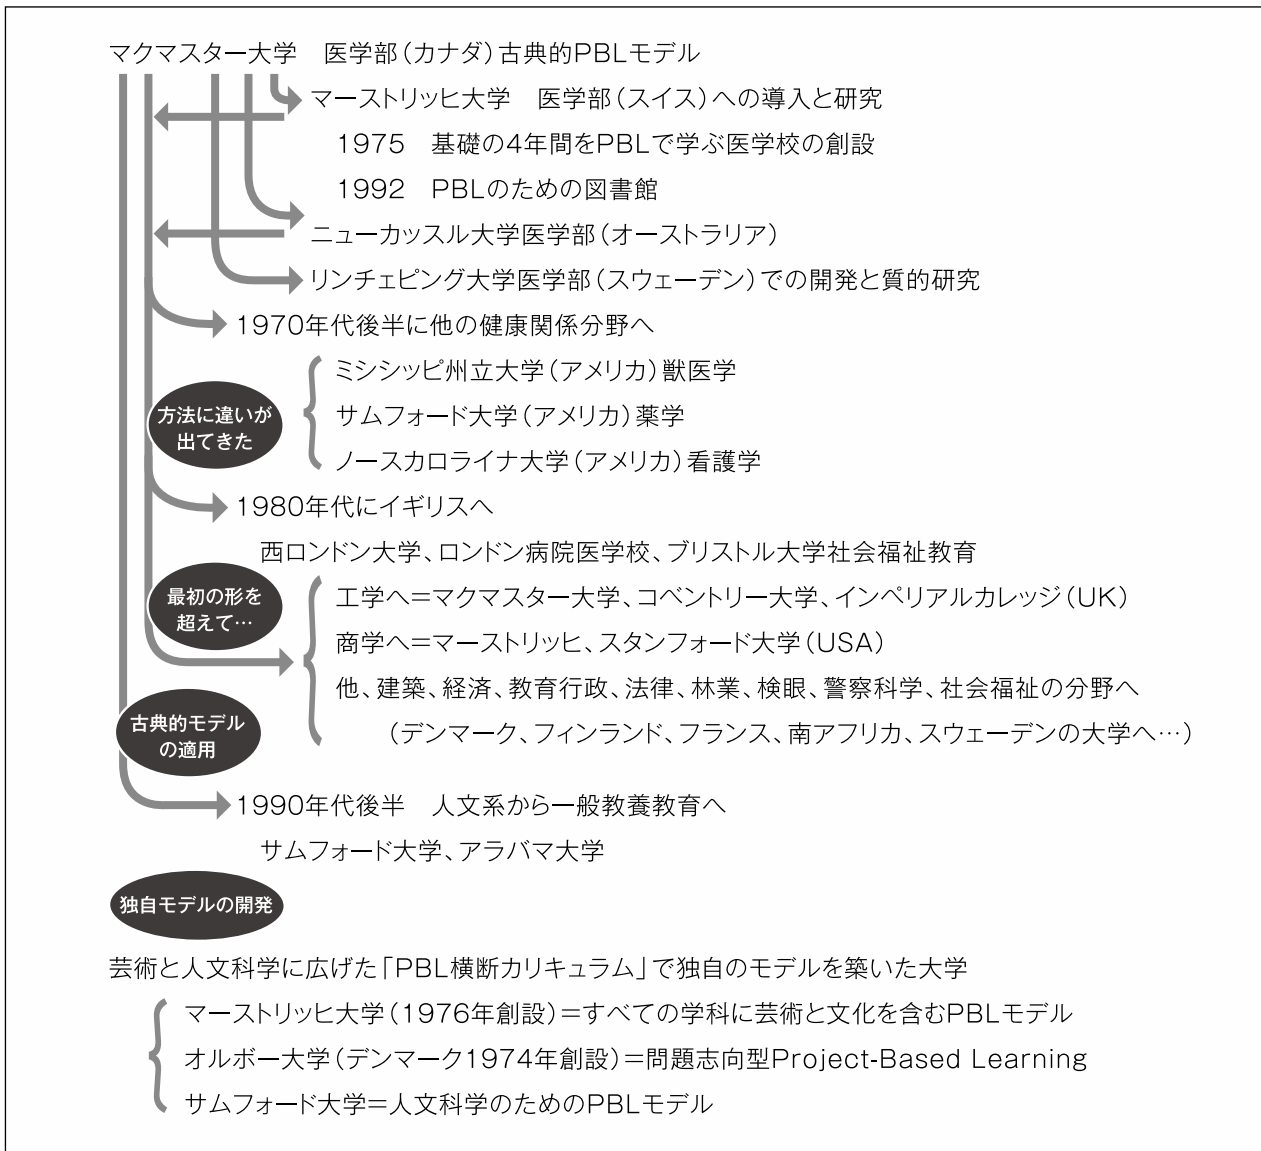 マクマスター大学　医学部（カナダ）古典的PBLモデル
マーストリッヒ大学　医学部（スイス）への導入と研究
1975　基礎の4年間をPBLで学ぶ医学校の創設
1992　PBLのための図書館
ニューカッスル大学医学部（オーストラリア）
リンチェピング大学医学部（スウェーデン）での開発と質的研究
1970年代後半に他の健康関係分野へ
ミシシッピ州立大学（アメリカ）獣医学
方法に違いが
出てきた
サムフォード大学（アメリカ）薬学
ノースカロライナ大学（アメリカ）看護学
1980年代にイギリスへ
西ロンドン大学、ロンドン病院医学校、ブリストル大学社会福祉教育
最初の形を
超えて…
工学へ＝マクマスター大学、コベントリー大学、インペリアルカレッジ（UK）
商学へ＝マーストリッヒ、スタンフォード大学（USA）
他、建築、経済、教育行政、法律、林業、検眼、警察科学、社会福祉の分野へ
（デンマーク、フィンランド、フランス、南アフリカ、スウェーデンの大学へ…）
古典的モデル
の適用
1990年代後半　人文系から一般教養教育へ
サムフォード大学、アラバマ大学
独自モデルの開発
芸術と人文科学に広げた「PBL横断カリキュラム」で独自のモデルを築いた大学
マーストリッヒ大学（1976年創設）＝すべての学科に芸術と文化を含むPBLモデル
オルボー大学（デンマーク1974年創設）＝問題志向型Project-Based Learning
サムフォード大学＝人文科学のためのPBLモデル